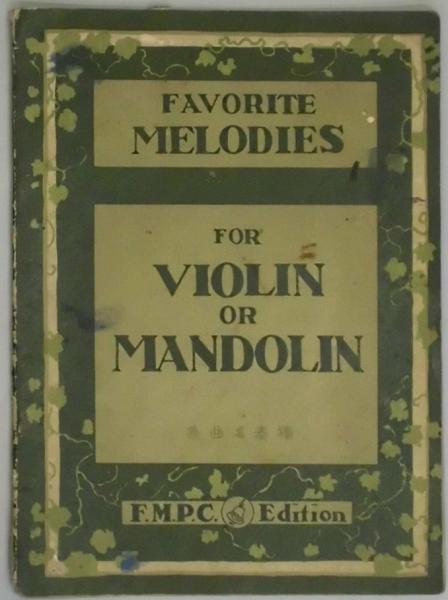 FAVORITE
MELODIES
FOR
VIOLIN
OR
MANDOLIN
F.M.P.C. Edition